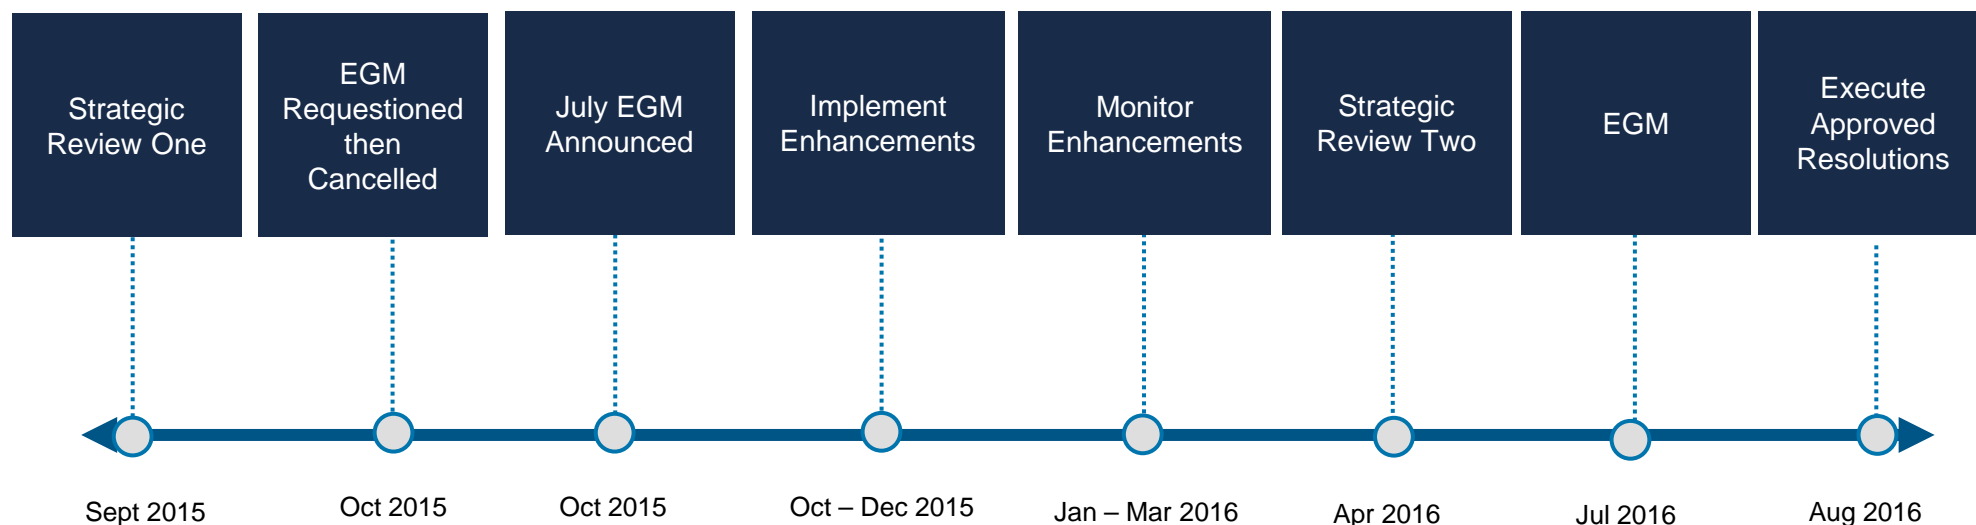 Strategic
Review One
EGM
Requestioned
then
Cancelled
July EGM
Announced
Implement
Enhancements
Monitor
Enhancements
Strategic
Review Two
EGM
Execute
Approved
Resolutions
Sept 2015
Oct 2015
Oct 2015
Oct – Dec 2015
Jan – Mar 2016
Apr 2016
Jul 2016
Aug 2016